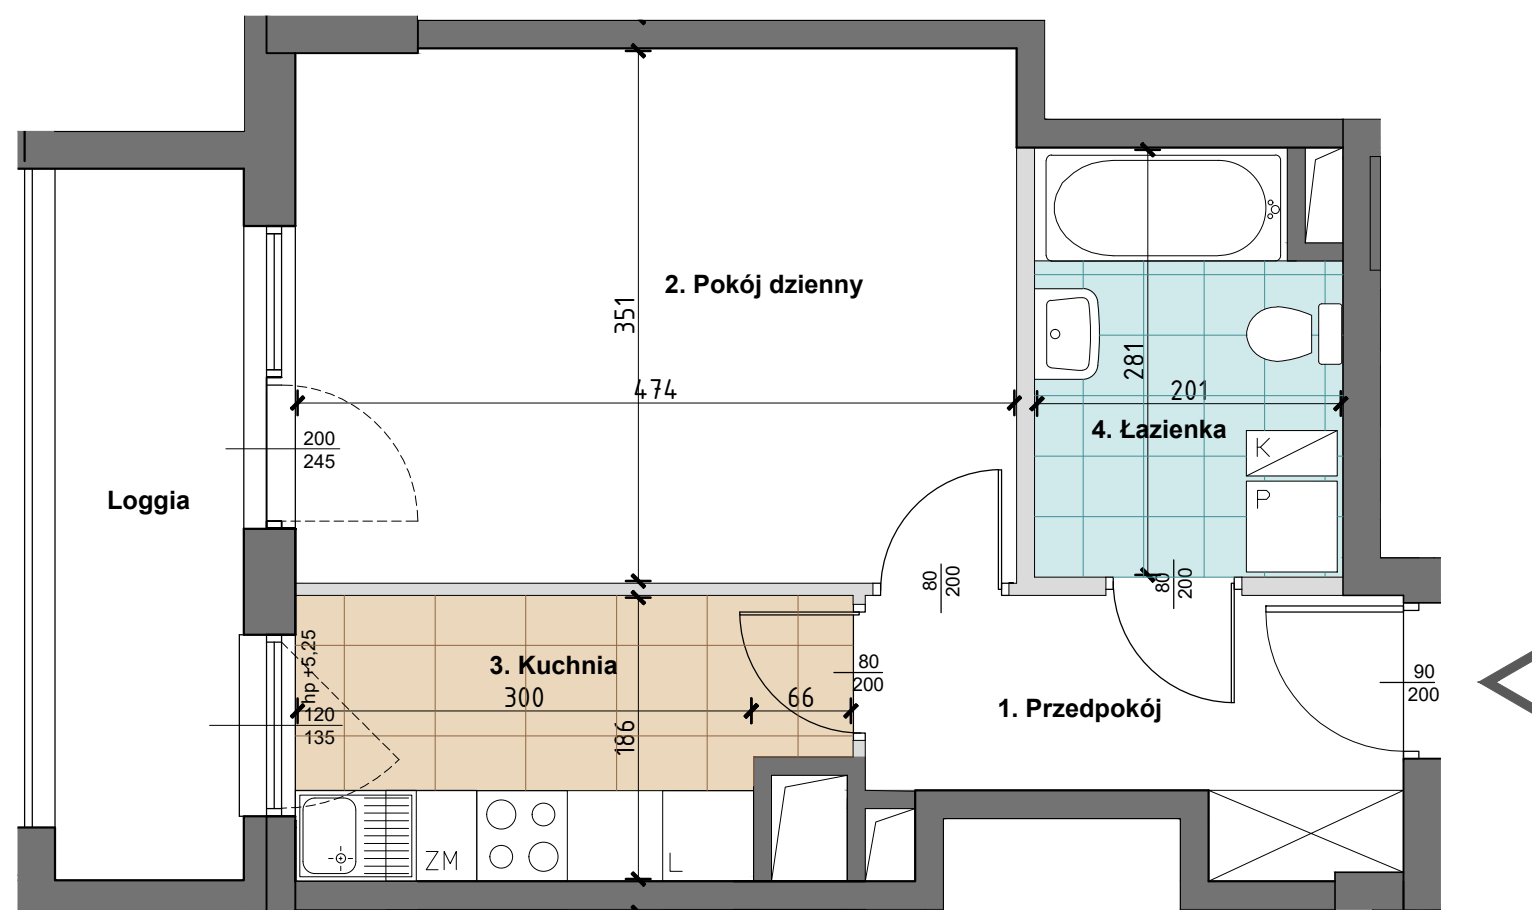 2. Pokój dzienny
351
281
474
201
4. Łazienka
K
200
245
P
Loggia
80
200
80
200
hp +5,25
3. Kuchnia
80
200
90
200
300
66
1. Przedpokój
120
135
186
ZM
L